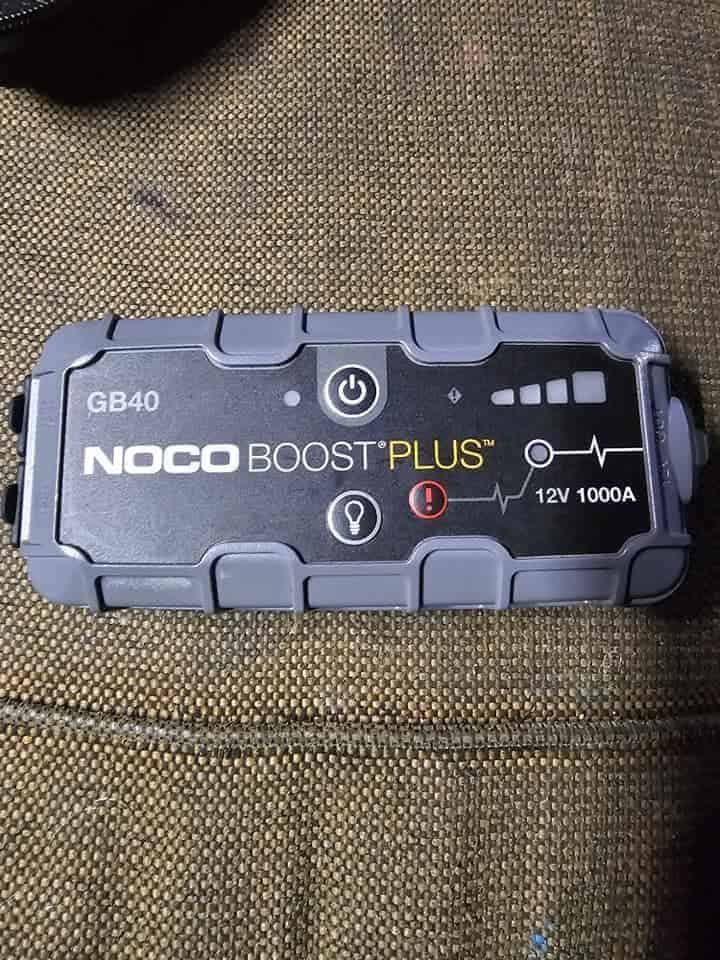 GB40
NOCO BOOST® PLUS™
12V 1000A